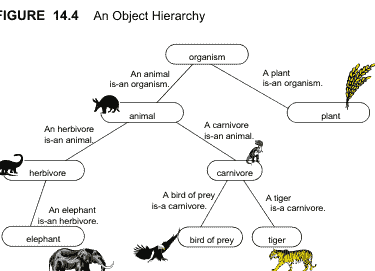 FIGURE 14.4 An Object Hierarchy
organism
An animal
is-an organism.
A plant
is-an organism.
animal
plant
An herbivore
is-an animal.
A carnivore
is-an animal.
herbivore
carnivore
A bird of prey
is-a carnivore.
A tiger
is-a carnivore.
An elephant
is-an herbivore.
elephant
bird of prey
tiger